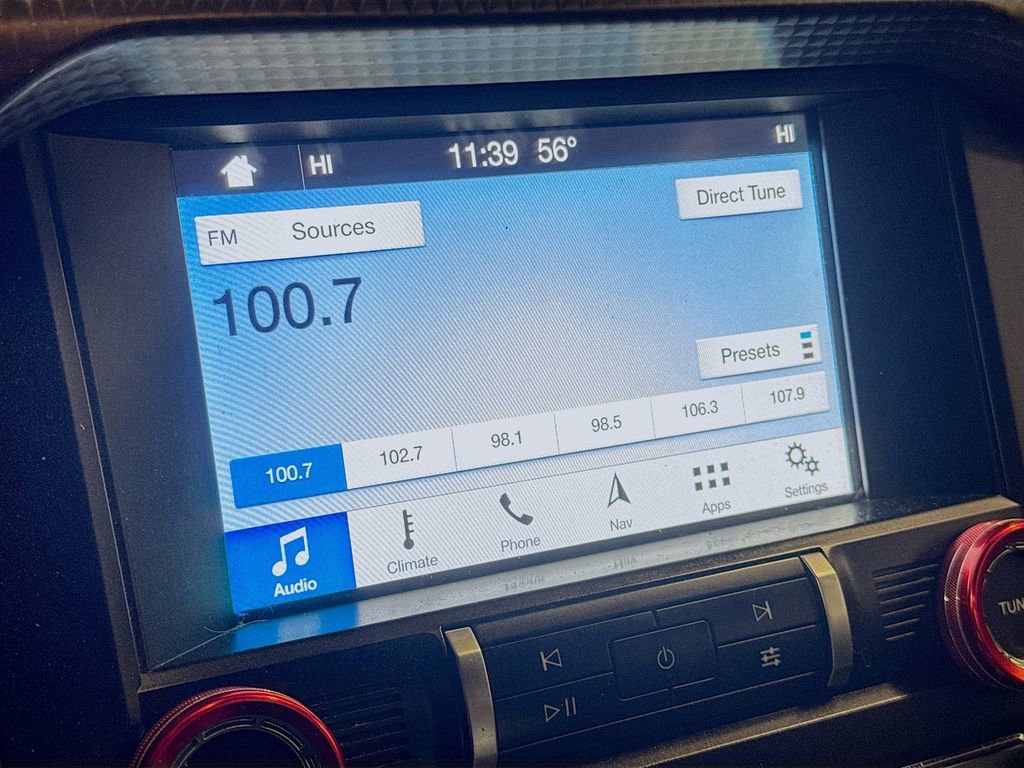 HI 11:39 56° HI
FM Sources Direct Tune
100.7
Presets
100.7 102.7 98.1 98.5 106.3 107.9
Audio Climate Phone Nav Apps Settings
TUN